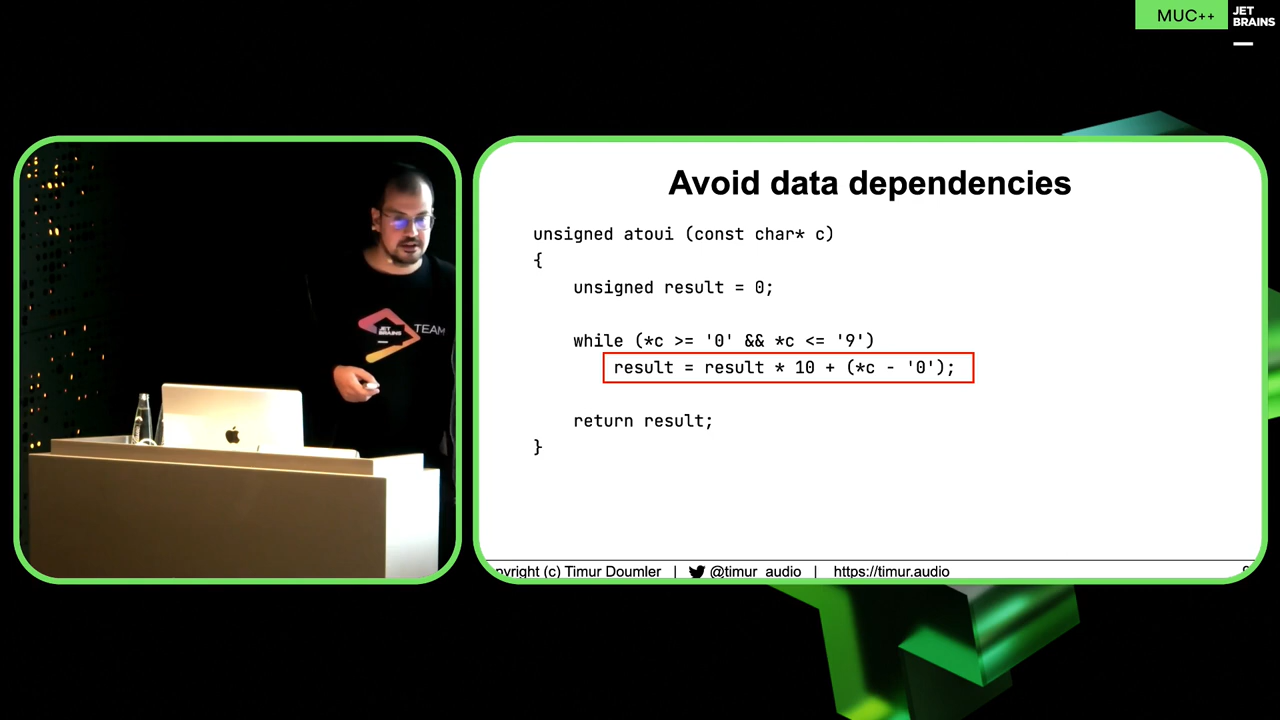 MUC++
JET
BRAINS
JET
BRAINS
TEAM
Avoid data dependencies
unsigned atoui (const char* c)
{
unsigned result = 0;
while (*c >= '0' && *c <= '9')
result = result * 10 + (*c - '0');
return result;
}
pyright (c) Timur Doumler | @timur_audio | https://timur.audio